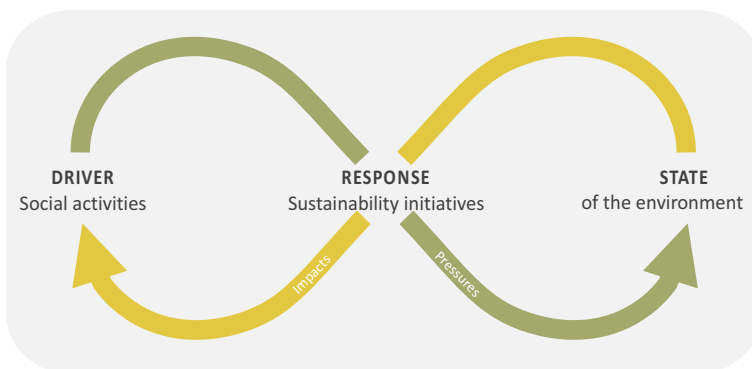 DRIVER
Social activities
RESPONSE
Sustainability initiatives
STATE
of the environment
Impacts
Pressures